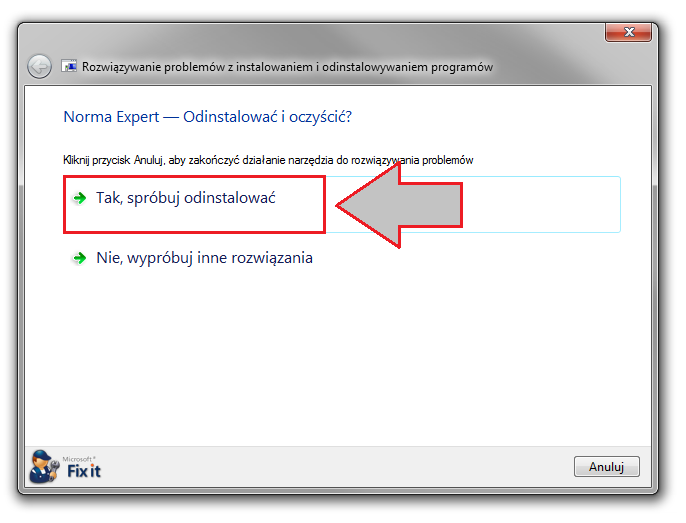 Rozwiązywanie problemów z instalowaniem i odinstalowywaniem programów
Norma Expert — Odinstalować i oczyścić?
Kliknij przycisk Anuluj, aby zakończyć działanie narzędzia do rozwiązywania problemów
Tak, spróbuj odinstalować
Nie, wypróbuj inne rozwiązania
Microsoft®
Fix it
Anuluj